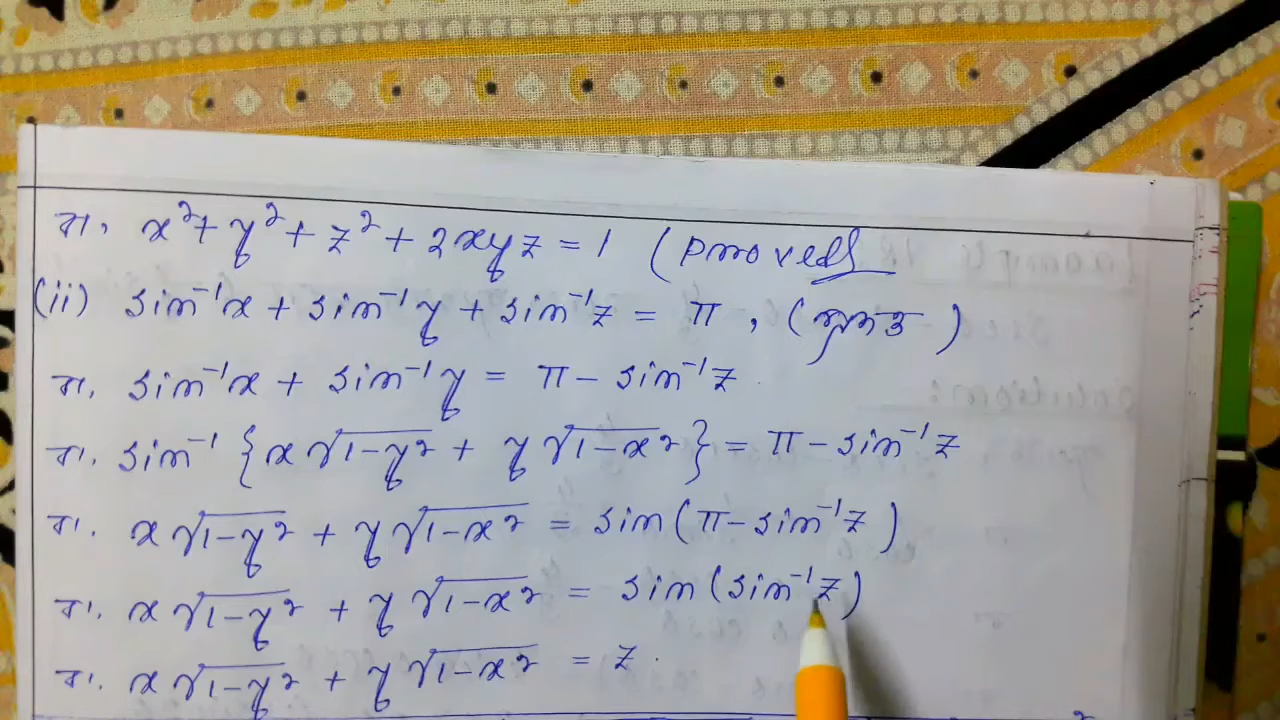 বা, x² + y² + z² + 2xyz = 1 (proved)
(ii) sin⁻¹x + sin⁻¹y + sin⁻¹z = π , (প্রদত্ত)
বা, sin⁻¹x + sin⁻¹y = π - sin⁻¹z
বা, sin⁻¹ {x √1-y² + y √1-x²} = π - sin⁻¹z
বা, x √1-y² + y √1-x² = sin(π - sin⁻¹z)
বা, x √1-y² + y √1-x² = sin(sin⁻¹z)
বা, x √1-y² + y √1-x² = z.